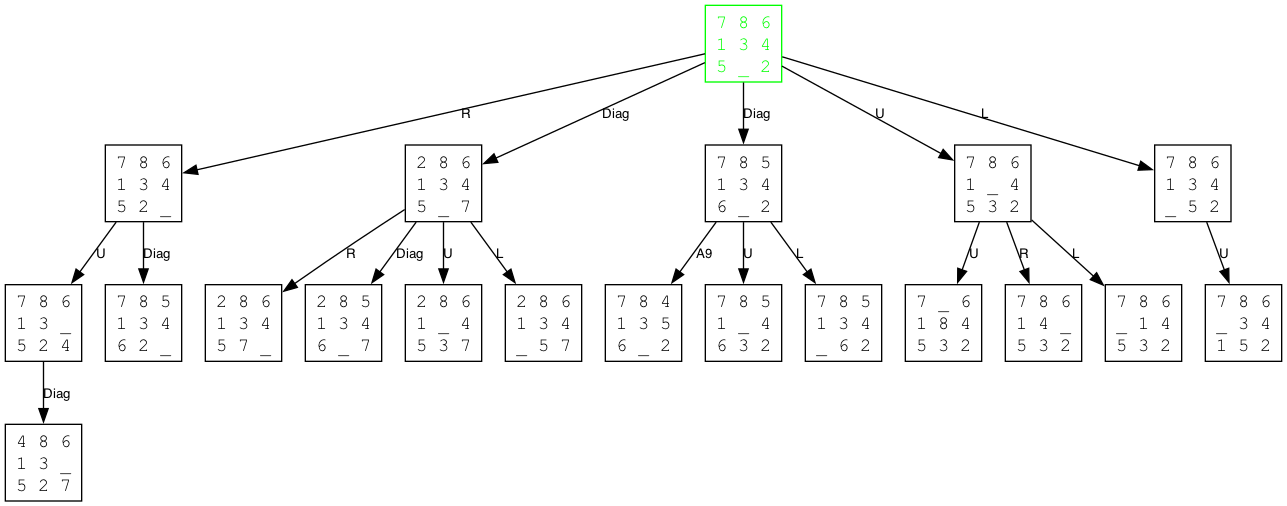 7 8 6
1 3 4
5 _ 2
R
Diag
Diag
U
L
7 8 6
1 3 4
5 2 _
2 8 6
1 3 4
5 _ 7
7 8 5
1 3 4
6 _ 2
7 8 6
1 _ 4
5 3 2
7 8 6
1 3 4
_ 5 2
U
Diag
R
Diag
U
L
A9
U
L
U
R
L
U
7 8 6
1 3 _
5 2 4
7 8 5
1 3 4
6 2 _
2 8 6
1 3 4
5 7 _
2 8 5
1 3 4
6 _ 7
2 8 6
1 _ 4
5 3 7
2 8 6
1 3 4
_ 5 7
7 8 4
1 3 5
6 _ 2
7 8 5
1 _ 4
6 3 2
7 8 5
1 3 4
_ 6 2
7 _ 6
1 8 4
5 3 2
7 8 6
1 4 _
5 3 2
7 8 6
_ 1 4
5 3 2
7 8 6
_ 3 4
1 5 2
Diag
4 8 6
1 3 _
5 2 7